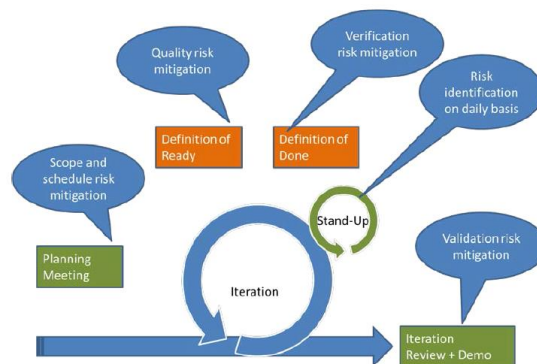 Quality risk
mitigation
Verification
risk mitigation
Risk
identification
on daily basis
Definition of
Ready
Definition of
Done
Scope and
schedule risk
mitigation
Stand-Up
Planning
Meeting
Iteration
Validation risk
mitigation
Iteration
Review + Demo